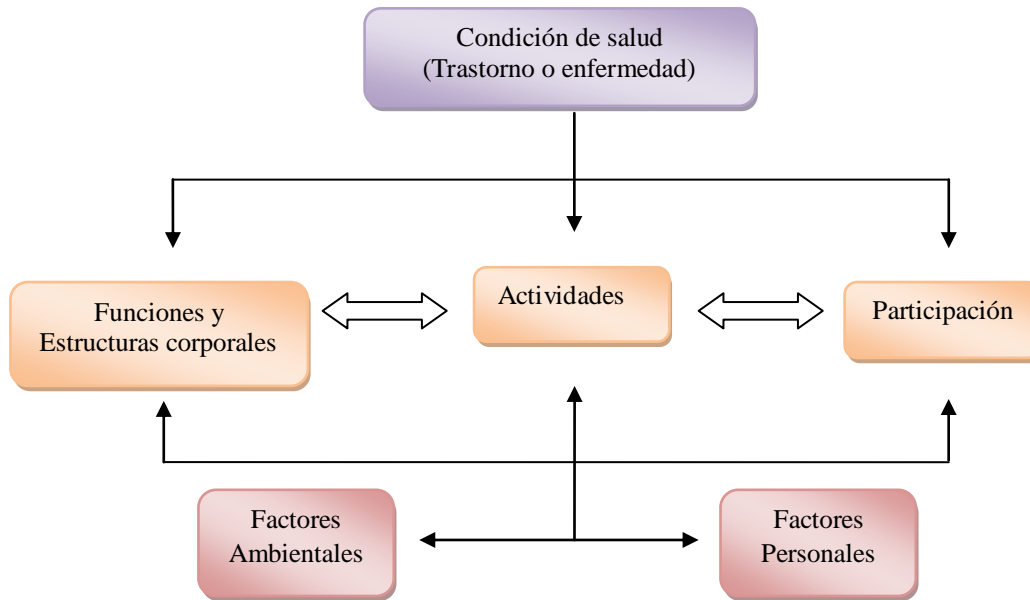 Condición de salud
(Trastorno o enfermedad)
Funciones y
Estructuras corporales
Actividades
Participación
Factores
Ambientales
Factores
Personales